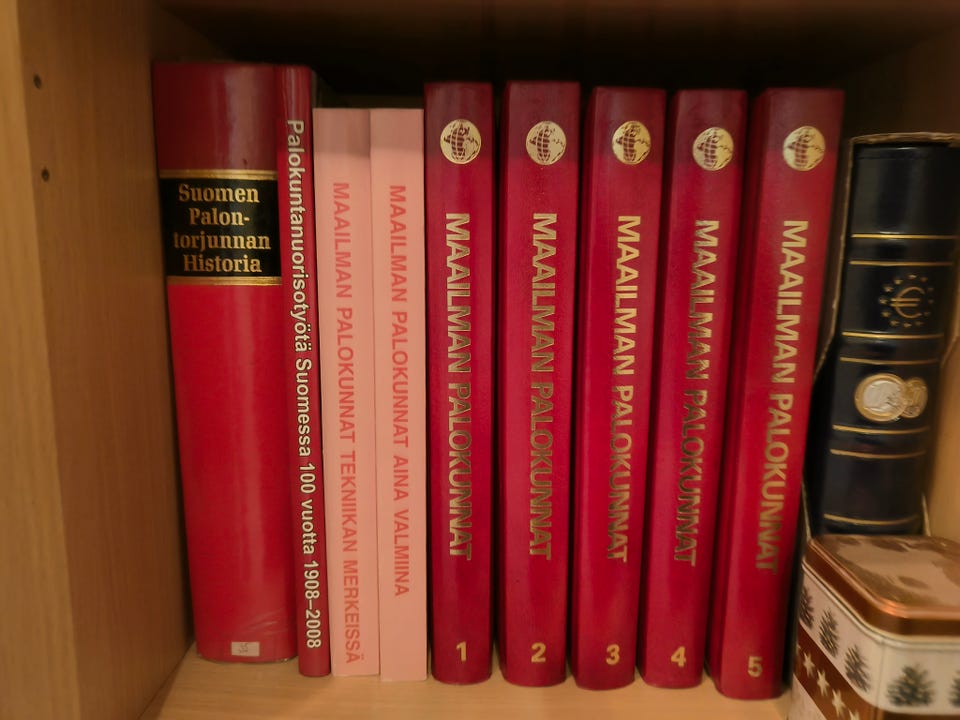 Suomen
Palon-
torjunnan
Historia
Palokuntanuorisotyötä Suomessa 100 vuotta 1908–2008
MAAILMAN PALOKUNNAT TEKNIIKAN MERKEISSÄ
MAAILMAN PALOKUNNAT AINA VALMIINA
MAAILMAN PALOKUNNAT
1
MAAILMAN PALOKUNNAT
2
MAAILMAN PALOKUNNAT
3
MAAILMAN PALOKUNNAT
4
MAAILMAN PALOKUNNAT
5